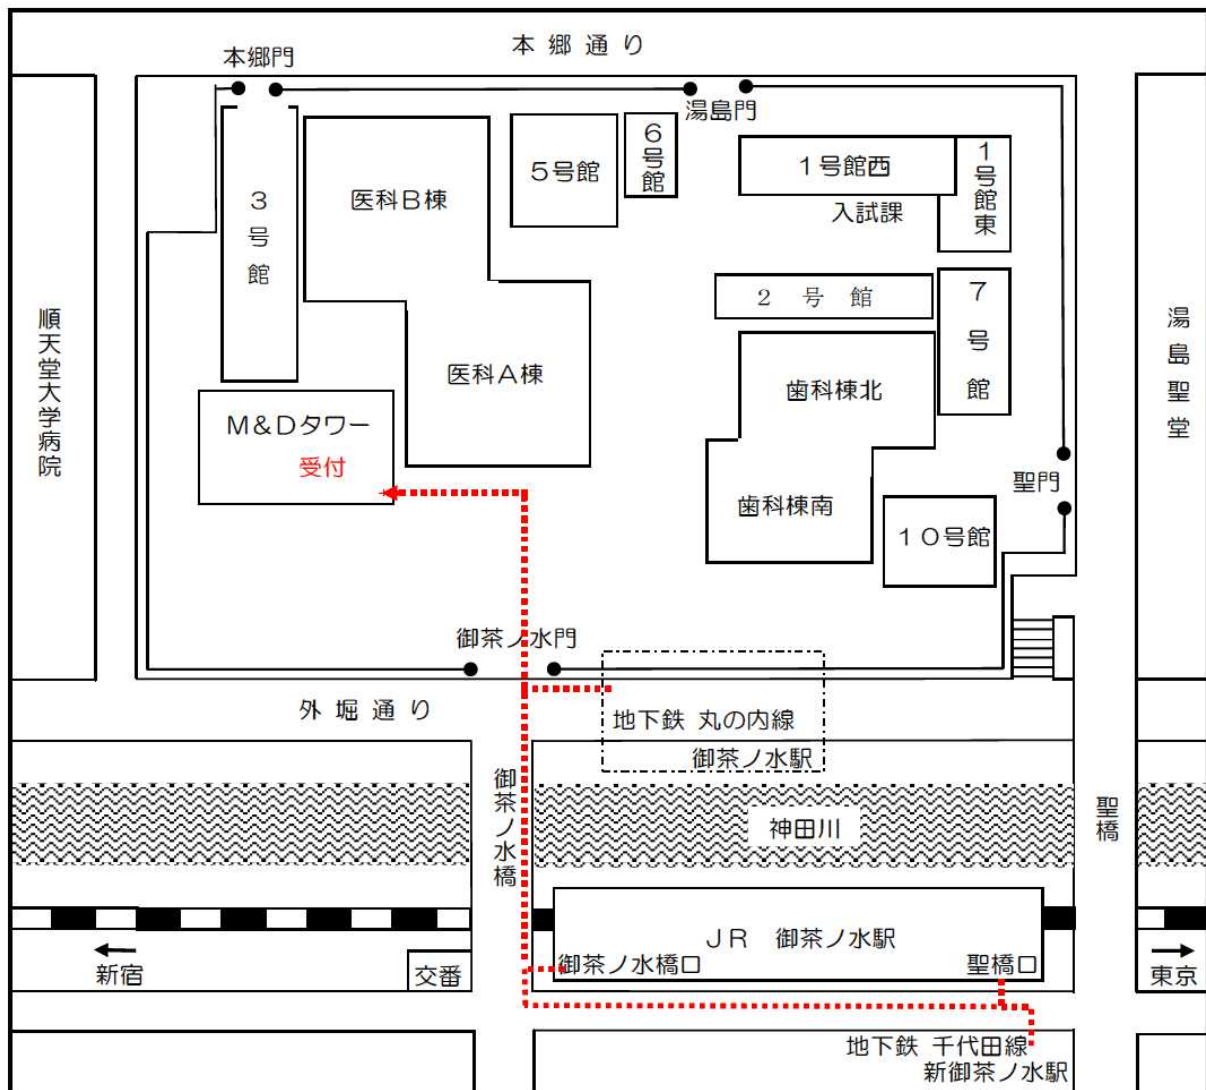 本郷通り
本郷門
湯島門
6号館
5号館
1号館西
1号館東
医科B棟
3号館
入試課
2 号 館
7号館
順天堂大学病院
湯島聖堂
医科A棟
歯科棟北
M&Dタワー
受付
聖門
歯科棟南
10号館
御茶ノ水門
外堀通り
地下鉄 丸の内線
御茶ノ水駅
御茶ノ水橋
聖橋
神田川
JR 御茶ノ水駅
御茶ノ水橋口
聖橋口
新宿
交番
東京
地下鉄 千代田線
新御茶ノ水駅